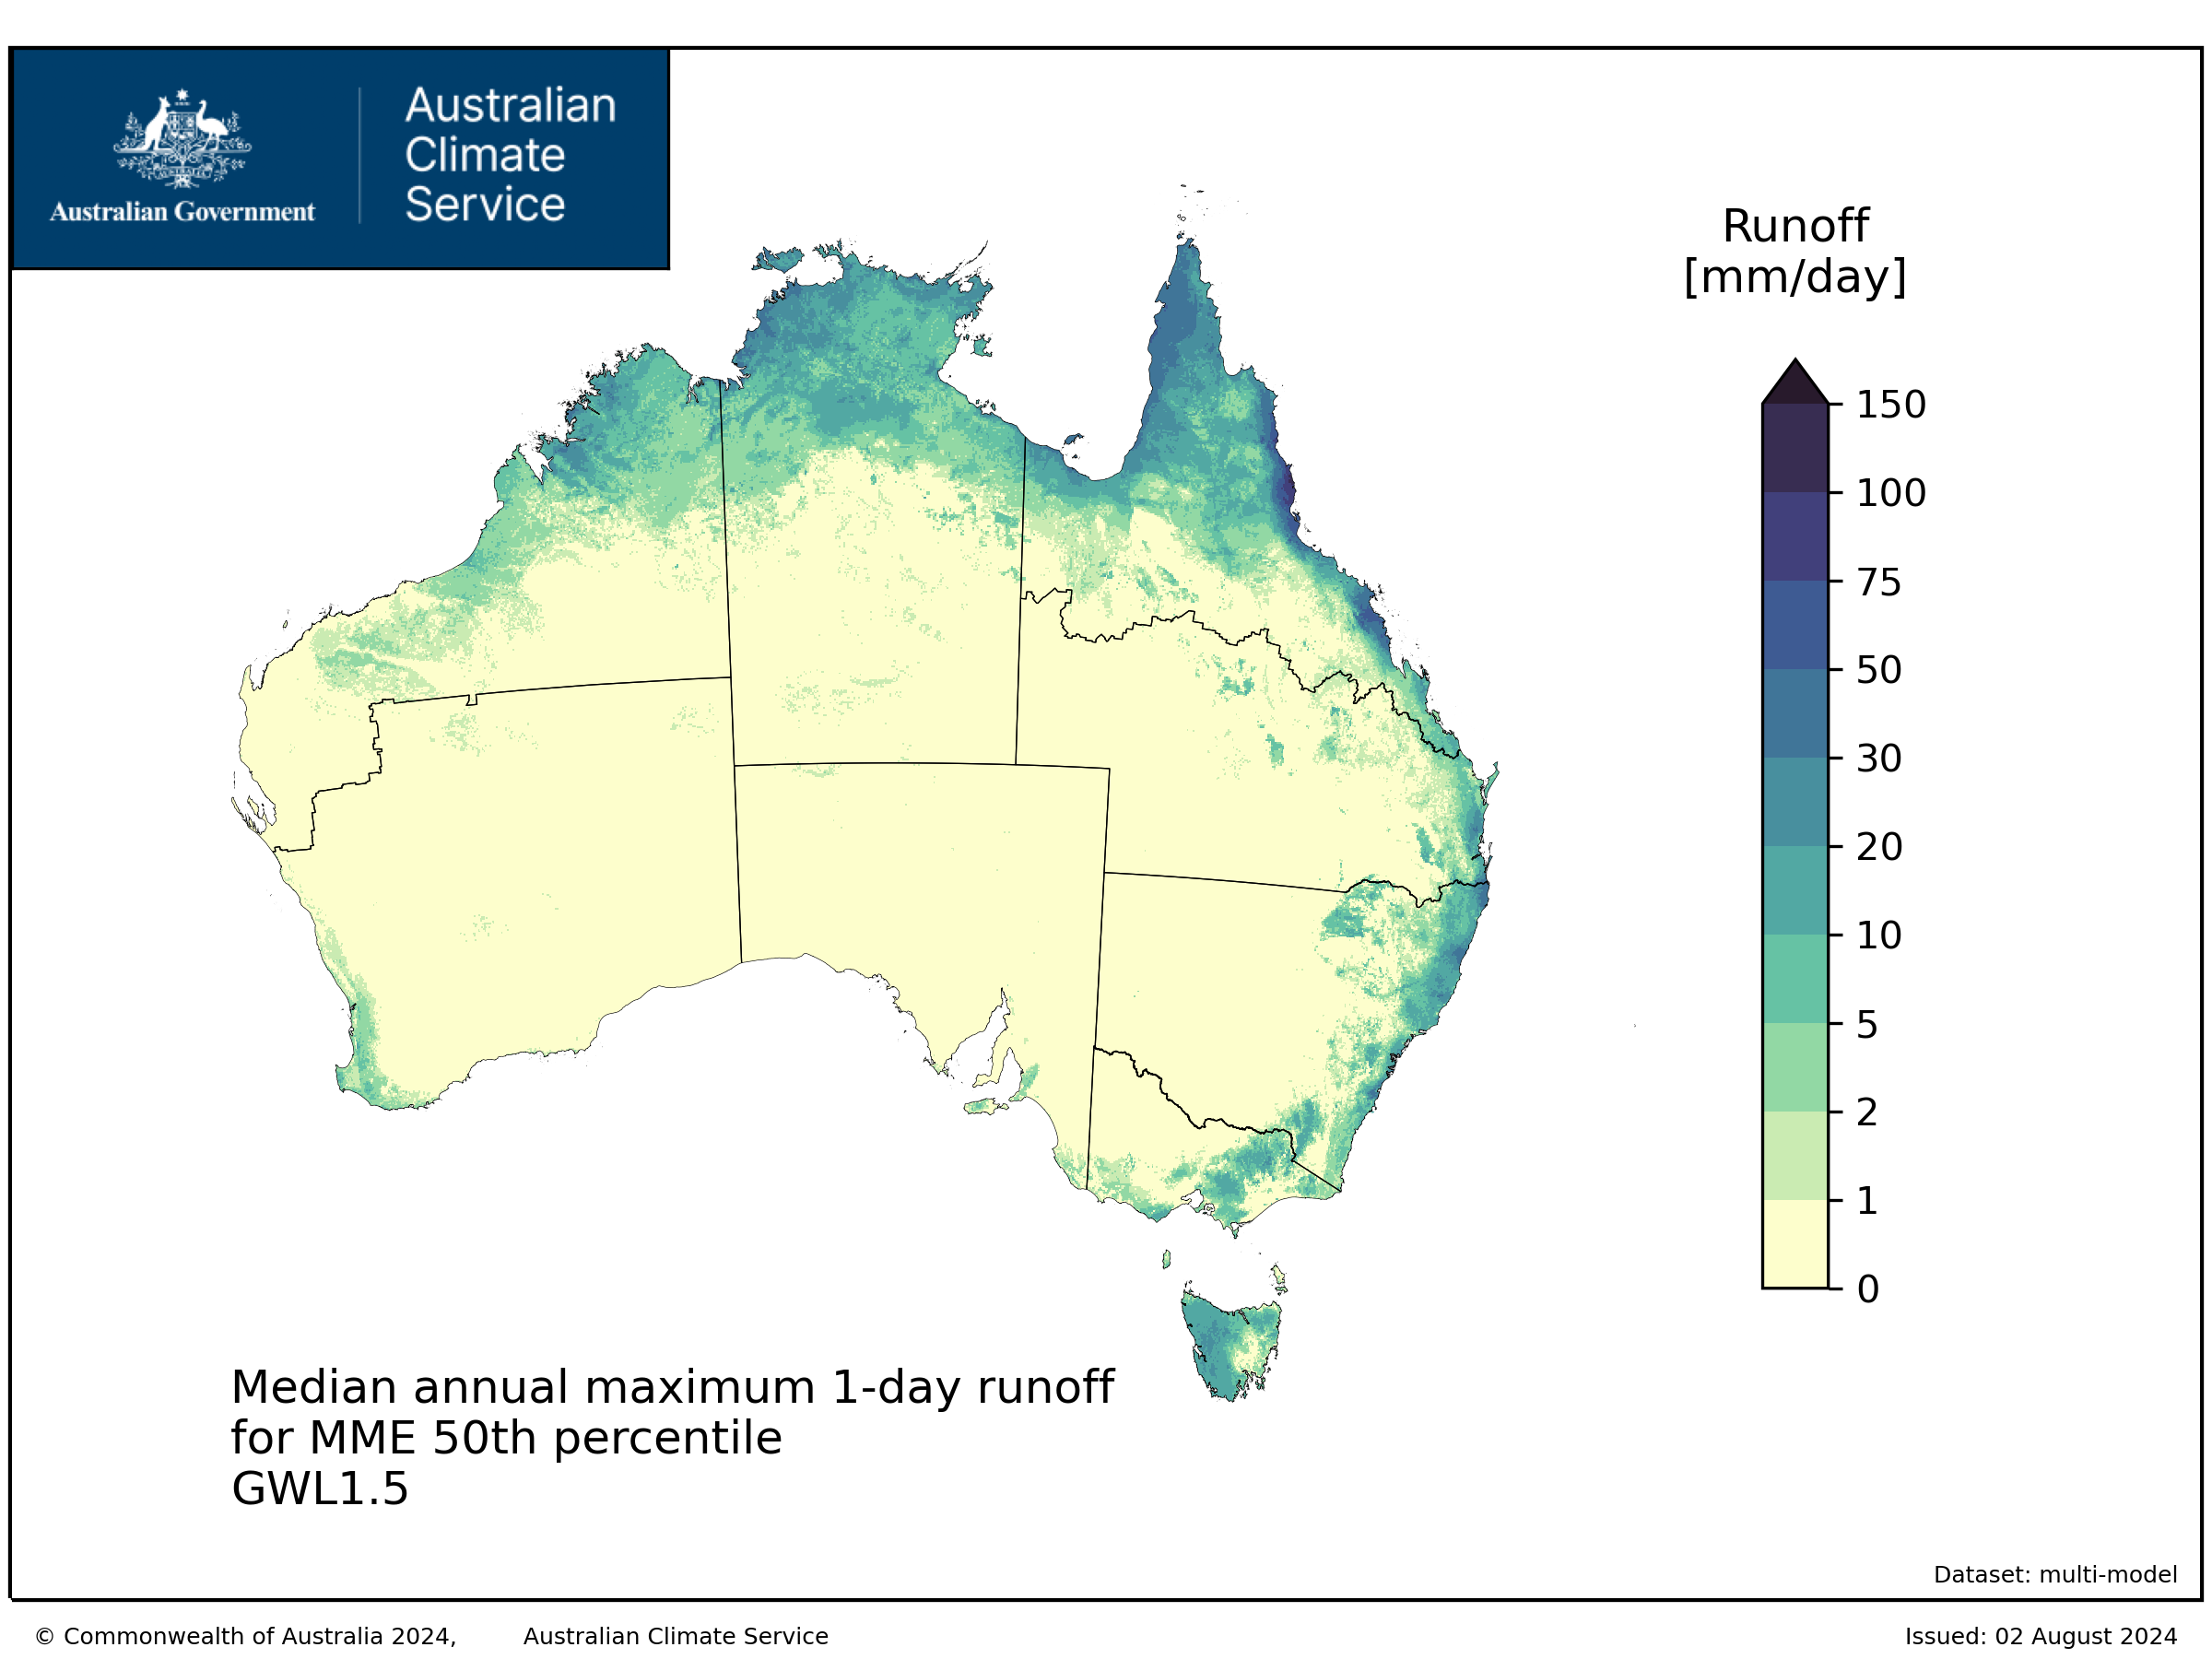 Australian Government
Australian
Climate
Service
Runoff
[mm/day]
150
100
75
50
30
20
10
5
2
1
0
Median annual maximum 1-day runoff
for MME 50th percentile
GWL1.5
Dataset: multi-model
© Commonwealth of Australia 2024, Australian Climate Service
Issued: 02 August 2024